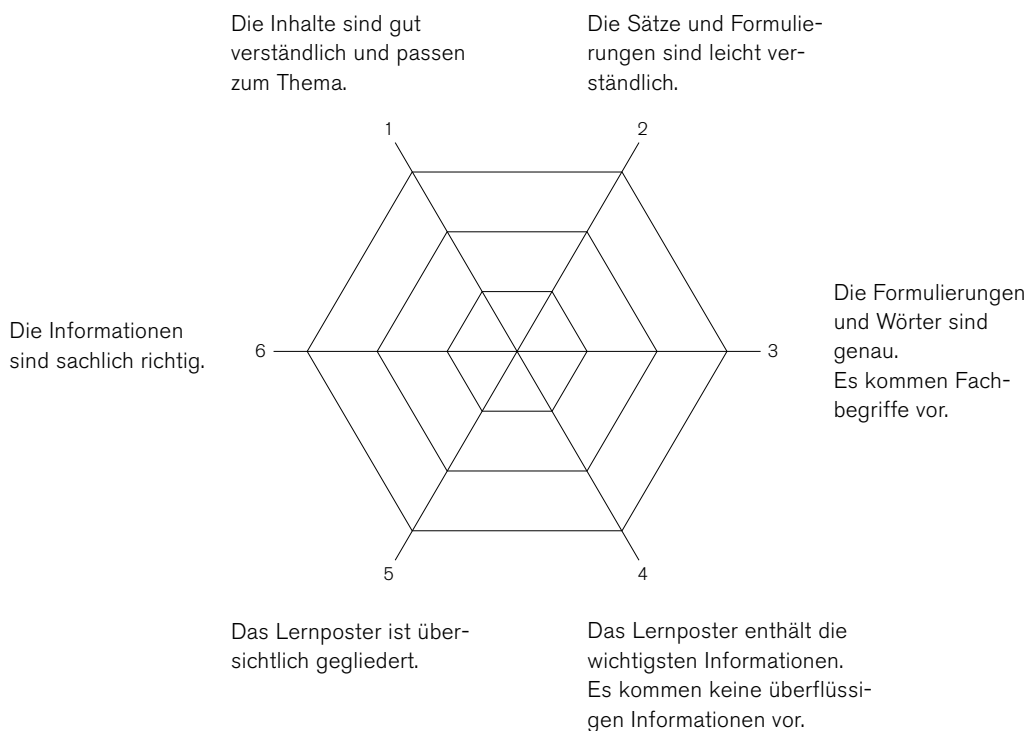 Die Inhalte sind gut
verständlich und passen
zum Thema.
Die Sätze und Formulie-
rungen sind leicht ver-
ständlich.
1
2
Die Formulierungen
und Wörter sind
genau.
Es kommen Fach-
begriffe vor.
Die Informationen
sind sachlich richtig.
6
3
5
4
Das Lernposter ist über-
sichtlich gegliedert.
Das Lernposter enthält die
wichtigsten Informationen.
Es kommen keine überflüssi-
gen Informationen vor.